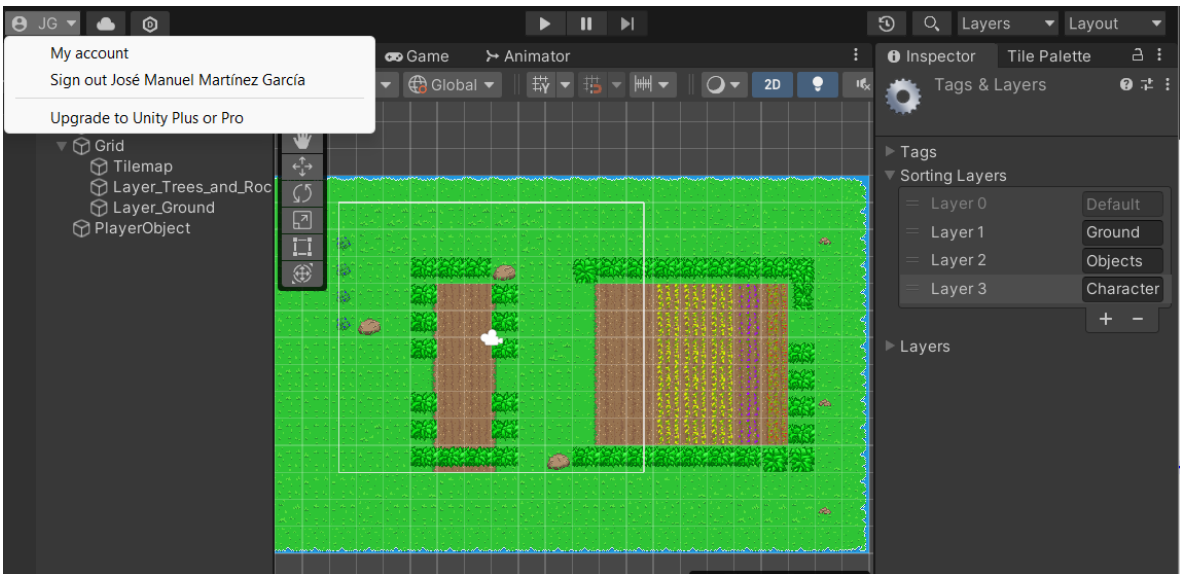 JG Layers Layout
My account
Sign out José Manuel Martínez García
Upgrade to Unity Plus or Pro
Game Animator
Global 2D
Grid
Tilemap
Layer_Trees_and_Roc
Layer_Ground
PlayerObject
Inspector Tile Palette
Tags & Layers
Tags
Sorting Layers
Layer 0 Default
Layer 1 Ground
Layer 2 Objects
Layer 3 Character
+ −
Layers